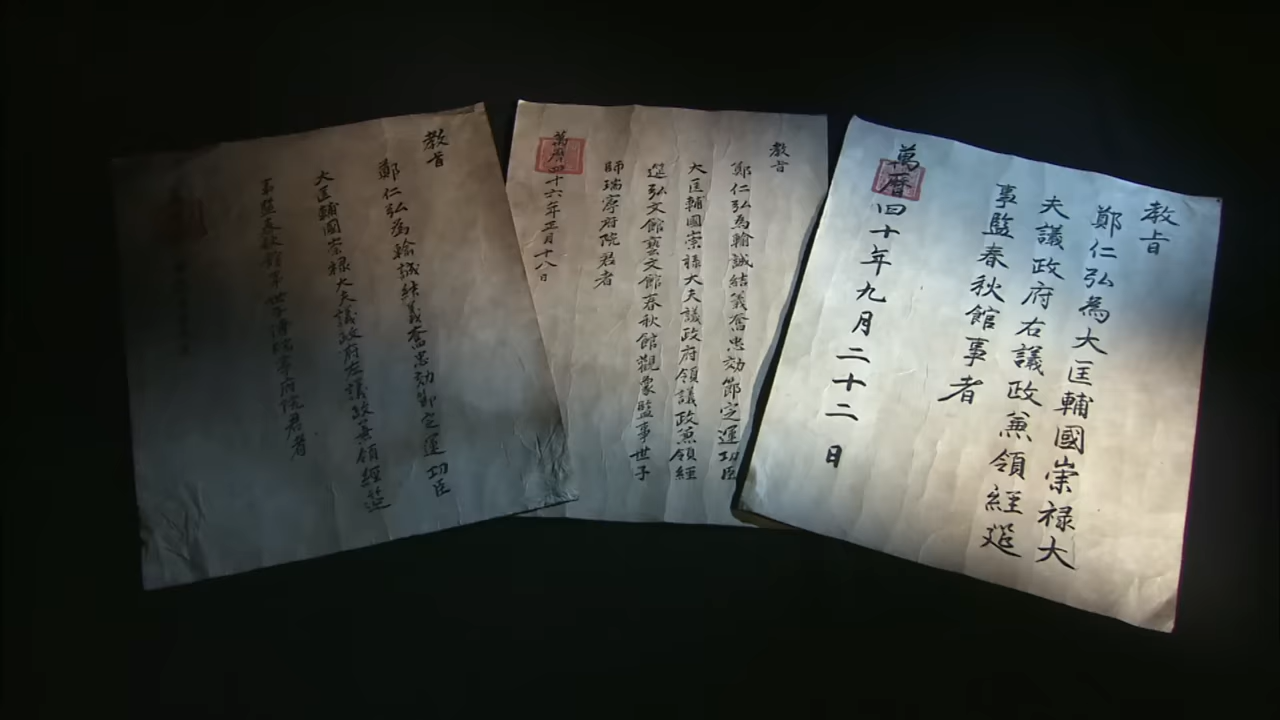 教旨
鄭仁弘為大匡輔國崇禄大
夫議政府右議政兼領經筵
事監春秋館事者
萬曆四十年九月二十二日
教旨
鄭仁弘為翰誠結義奮忠効節定運功臣
大匡輔國崇禄大夫議政府領議政兼領經
筵弘文館藝文館春秋館觀象監事世子
師瑞寧府院君者
萬曆四十六年正月十八日
教旨
鄭仁弘為翰誠結義奮忠効節定運功臣
大匡輔國崇禄大夫議政府左議政兼領經筵
事監春秋館事世子傅瑞寧府院君者